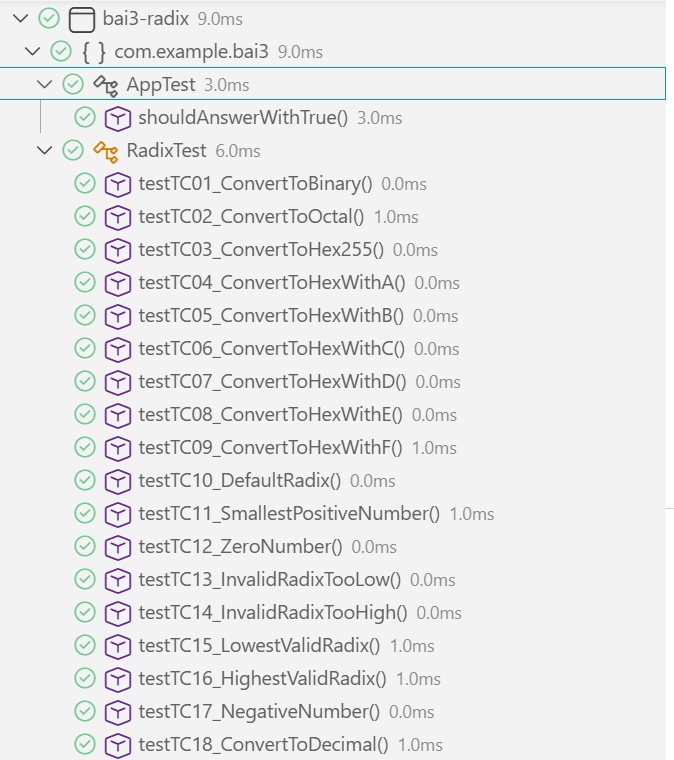 bai3-radix 9.0ms
{ } com.example.bai3 9.0ms
AppTest 3.0ms
shouldAnswerWithTrue() 3.0ms
RadixTest 6.0ms
testTC01_ConvertToBinary() 0.0ms
testTC02_ConvertToOctal() 1.0ms
testTC03_ConvertToHex255() 0.0ms
testTC04_ConvertToHexWithA() 0.0ms
testTC05_ConvertToHexWithB() 0.0ms
testTC06_ConvertToHexWithC() 0.0ms
testTC07_ConvertToHexWithD() 0.0ms
testTC08_ConvertToHexWithE() 0.0ms
testTC09_ConvertToHexWithF() 1.0ms
testTC10_DefaultRadix() 0.0ms
testTC11_SmallestPositiveNumber() 1.0ms
testTC12_ZeroNumber() 0.0ms
testTC13_InvalidRadixTooLow() 0.0ms
testTC14_InvalidRadixTooHigh() 0.0ms
testTC15_LowestValidRadix() 1.0ms
testTC16_HighestValidRadix() 1.0ms
testTC17_NegativeNumber() 0.0ms
testTC18_ConvertToDecimal() 1.0ms